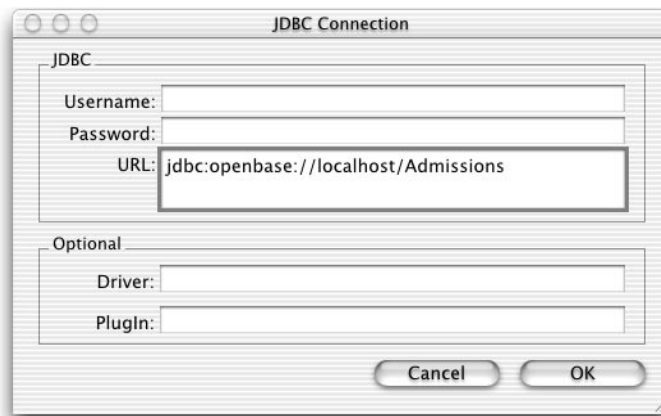 JDBC Connection
JDBC
Username:
Password:
URL: jdbc:openbase://localhost/Admissions
Optional
Driver:
PlugIn:
Cancel OK